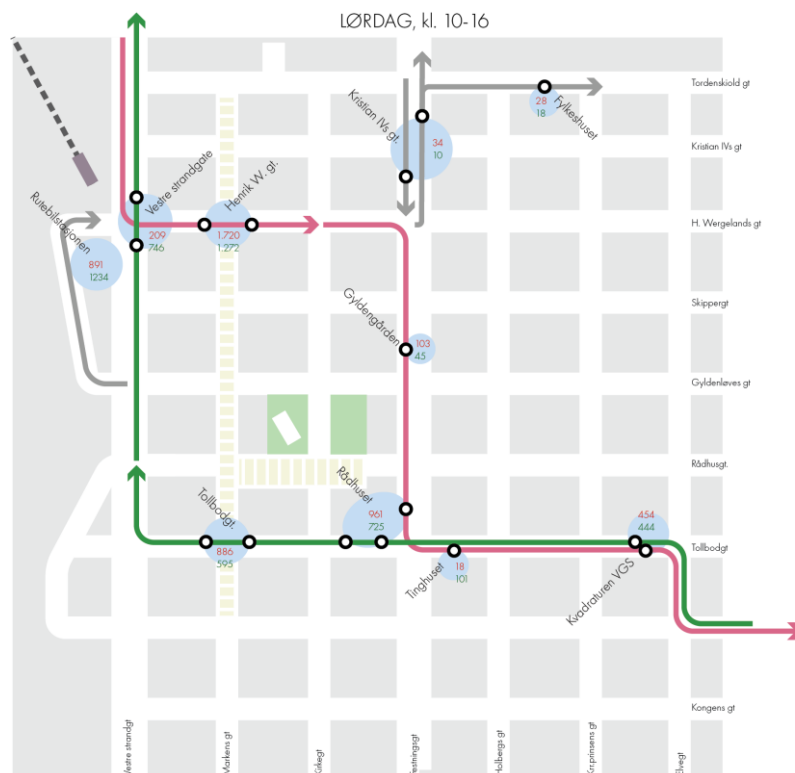 LØRDAG, kl. 10-16
Tordenskiold gt
Kristian IVs gt.
28
18
Fylkeshuset
34
10
Kristian IVs gt
Vestre strandgate
Henrik W. gt.
Rutebilstasjonen
209
746
1.720
1.272
H. Wergelands gt
891
1234
Skippergt
Gyldengården
103
45
Gyldenløves gt
Rådhusgt.
Tollbodgt.
Rådhuset
961
725
454
444
886
595
Tollbodgt
Tinghuset
18
101
Kvadraturen VGS
Kongens gt
Vestre strandgt
Markens gt
Kirkegt
Festningsgt
Holbergs gt
Kr.prinsens gt
Elvegt